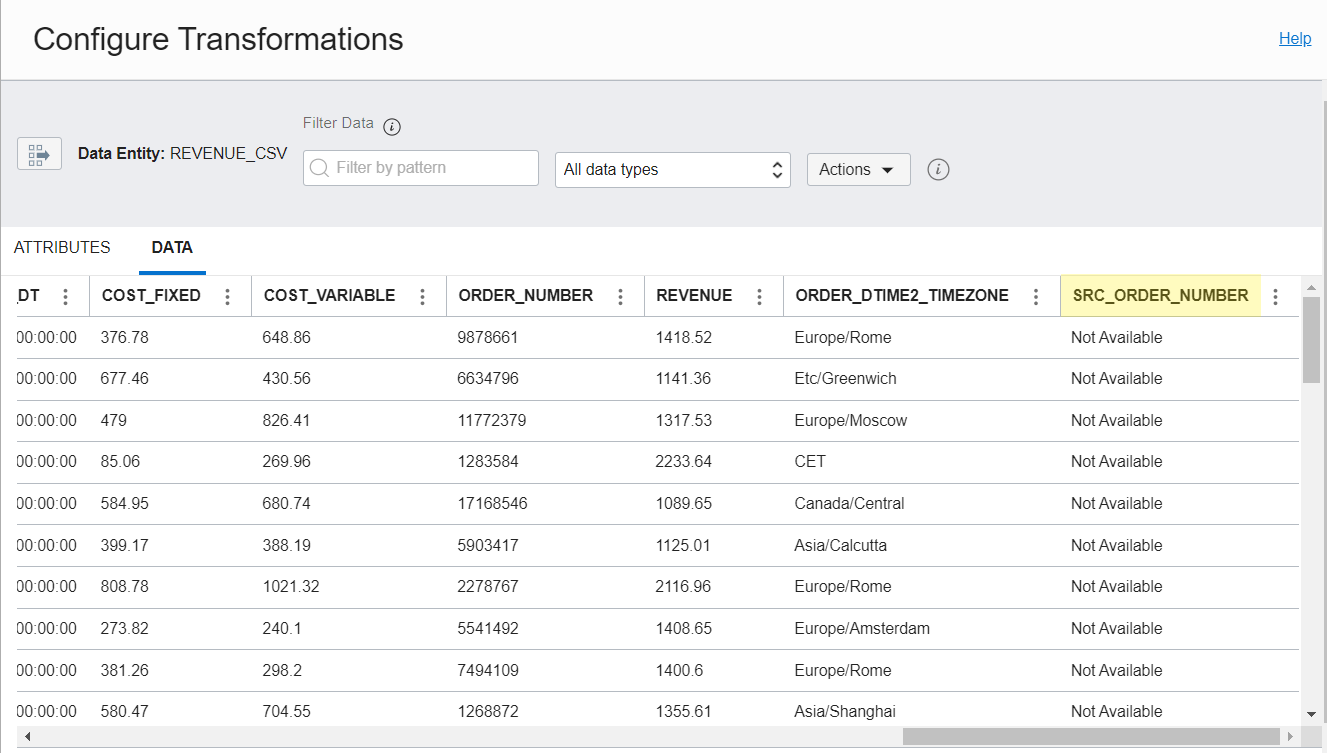 Configure Transformations
Help
Filter Data
Data Entity: REVENUE_CSV
Filter by pattern
All data types
Actions
ATTRIBUTES DATA
_DT COST_FIXED COST_VARIABLE ORDER_NUMBER REVENUE ORDER_DTIME2_TIMEZONE SRC_ORDER_NUMBER
00:00:00 376.78 648.86 9878661 1418.52 Europe/Rome Not Available
00:00:00 677.46 430.56 6634796 1141.36 Etc/Greenwich Not Available
00:00:00 479 826.41 11772379 1317.53 Europe/Moscow Not Available
00:00:00 85.06 269.96 1283584 2233.64 CET Not Available
00:00:00 584.95 680.74 17168546 1089.65 Canada/Central Not Available
00:00:00 399.17 388.19 5903417 1125.01 Asia/Calcutta Not Available
00:00:00 808.78 1021.32 2278767 2116.96 Europe/Rome Not Available
00:00:00 273.82 240.1 5541492 1408.65 Europe/Amsterdam Not Available
00:00:00 381.26 298.2 7494109 1400.6 Europe/Rome Not Available
00:00:00 580.47 704.55 1268872 1355.61 Asia/Shanghai Not Available